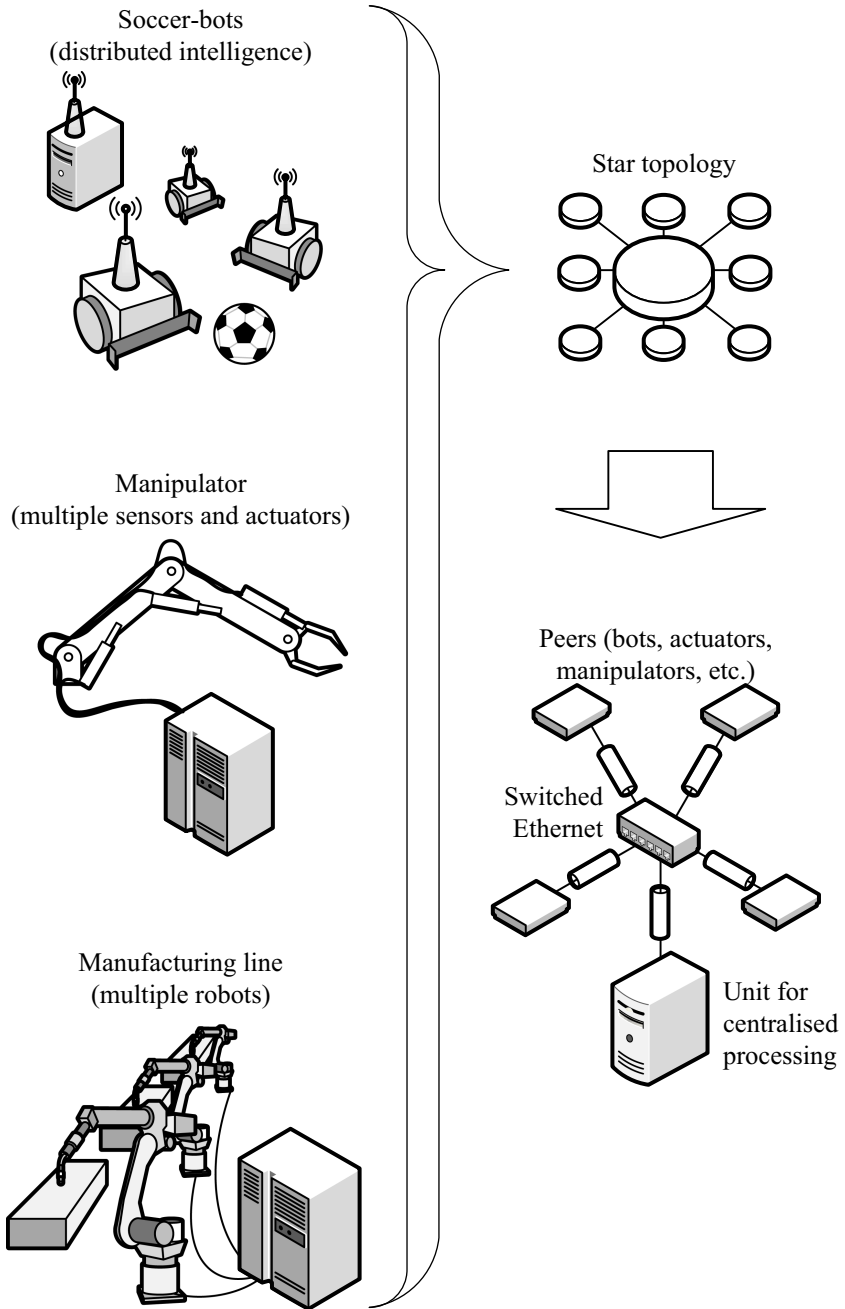 Soccer-bots
(distributed intelligence)
Star topology
Manipulator
(multiple sensors and actuators)
Peers (bots, actuators,
manipulators, etc.)
Switched
Ethernet
Manufacturing line
(multiple robots)
Unit for
centralised
processing